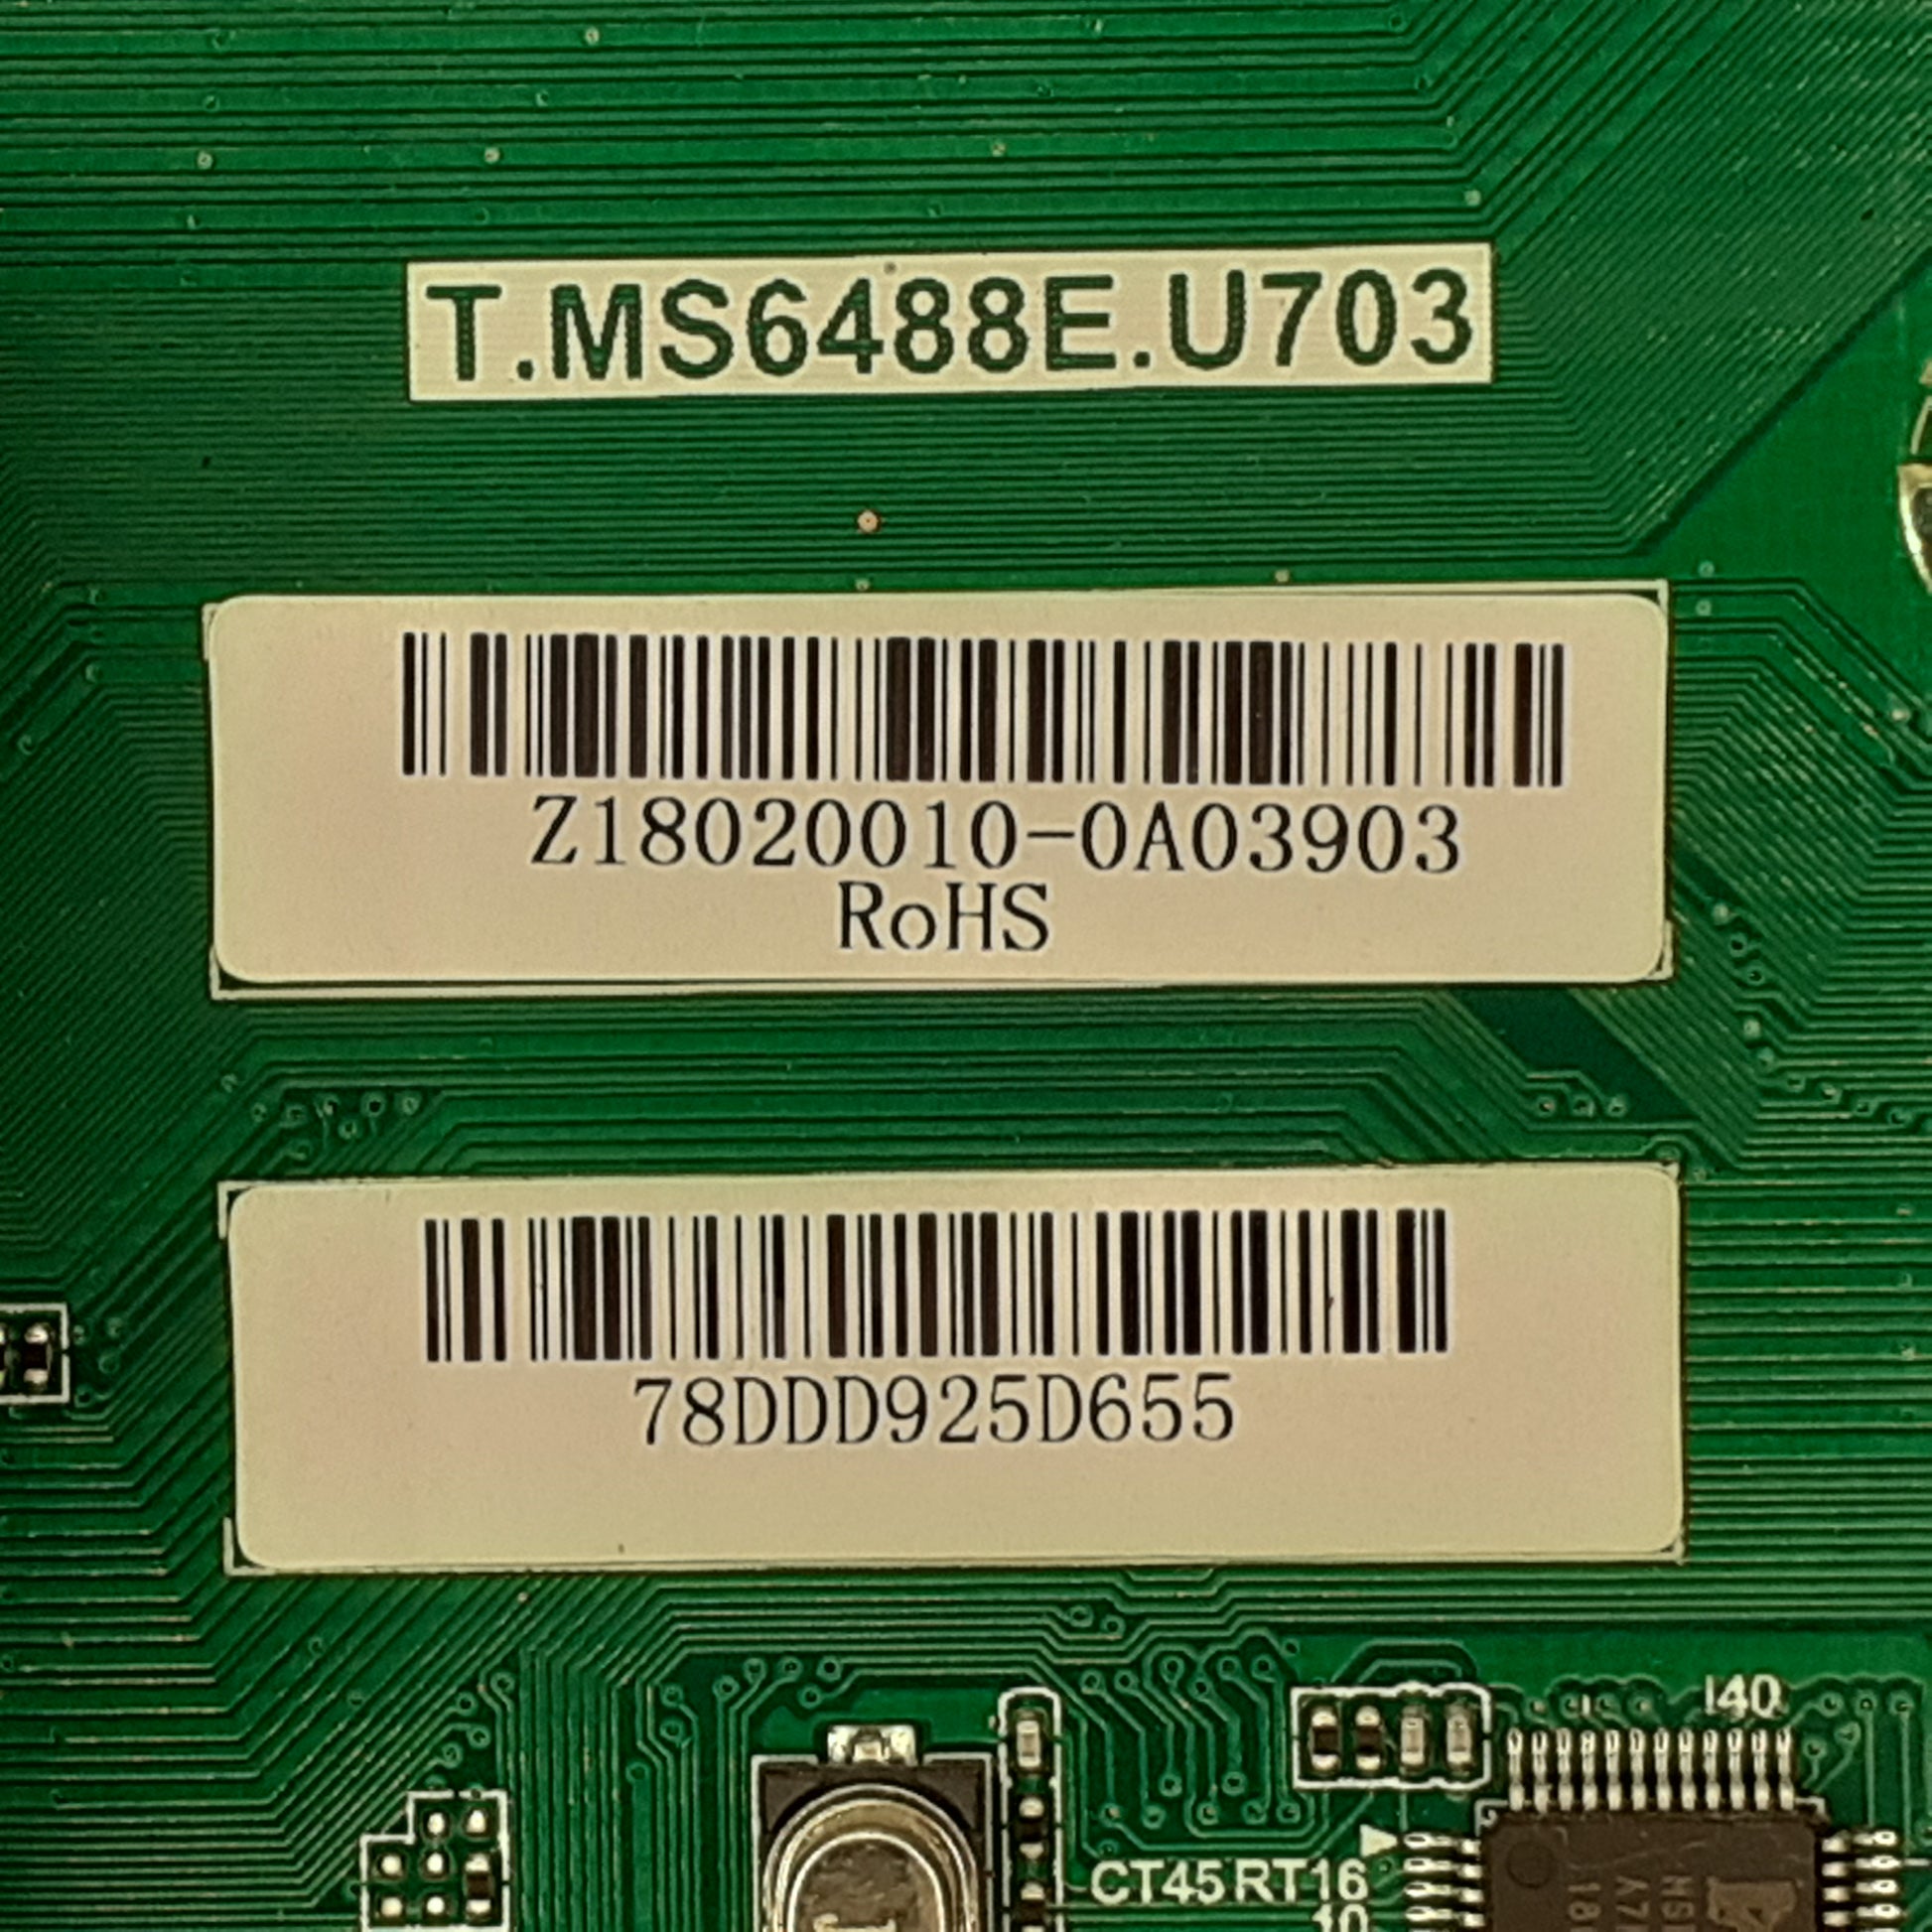 T.MS6488E.U703
Z18020010-0A03903
RoHS
78DDD925D655
I40
CT45 RT16
10